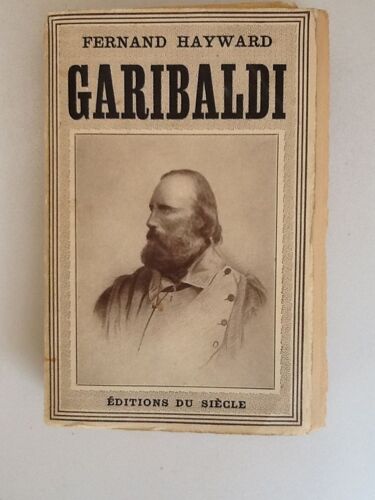 FERNAND HAYWARD
GARIBALDI
ÉDITIONS DU SIÈCLE